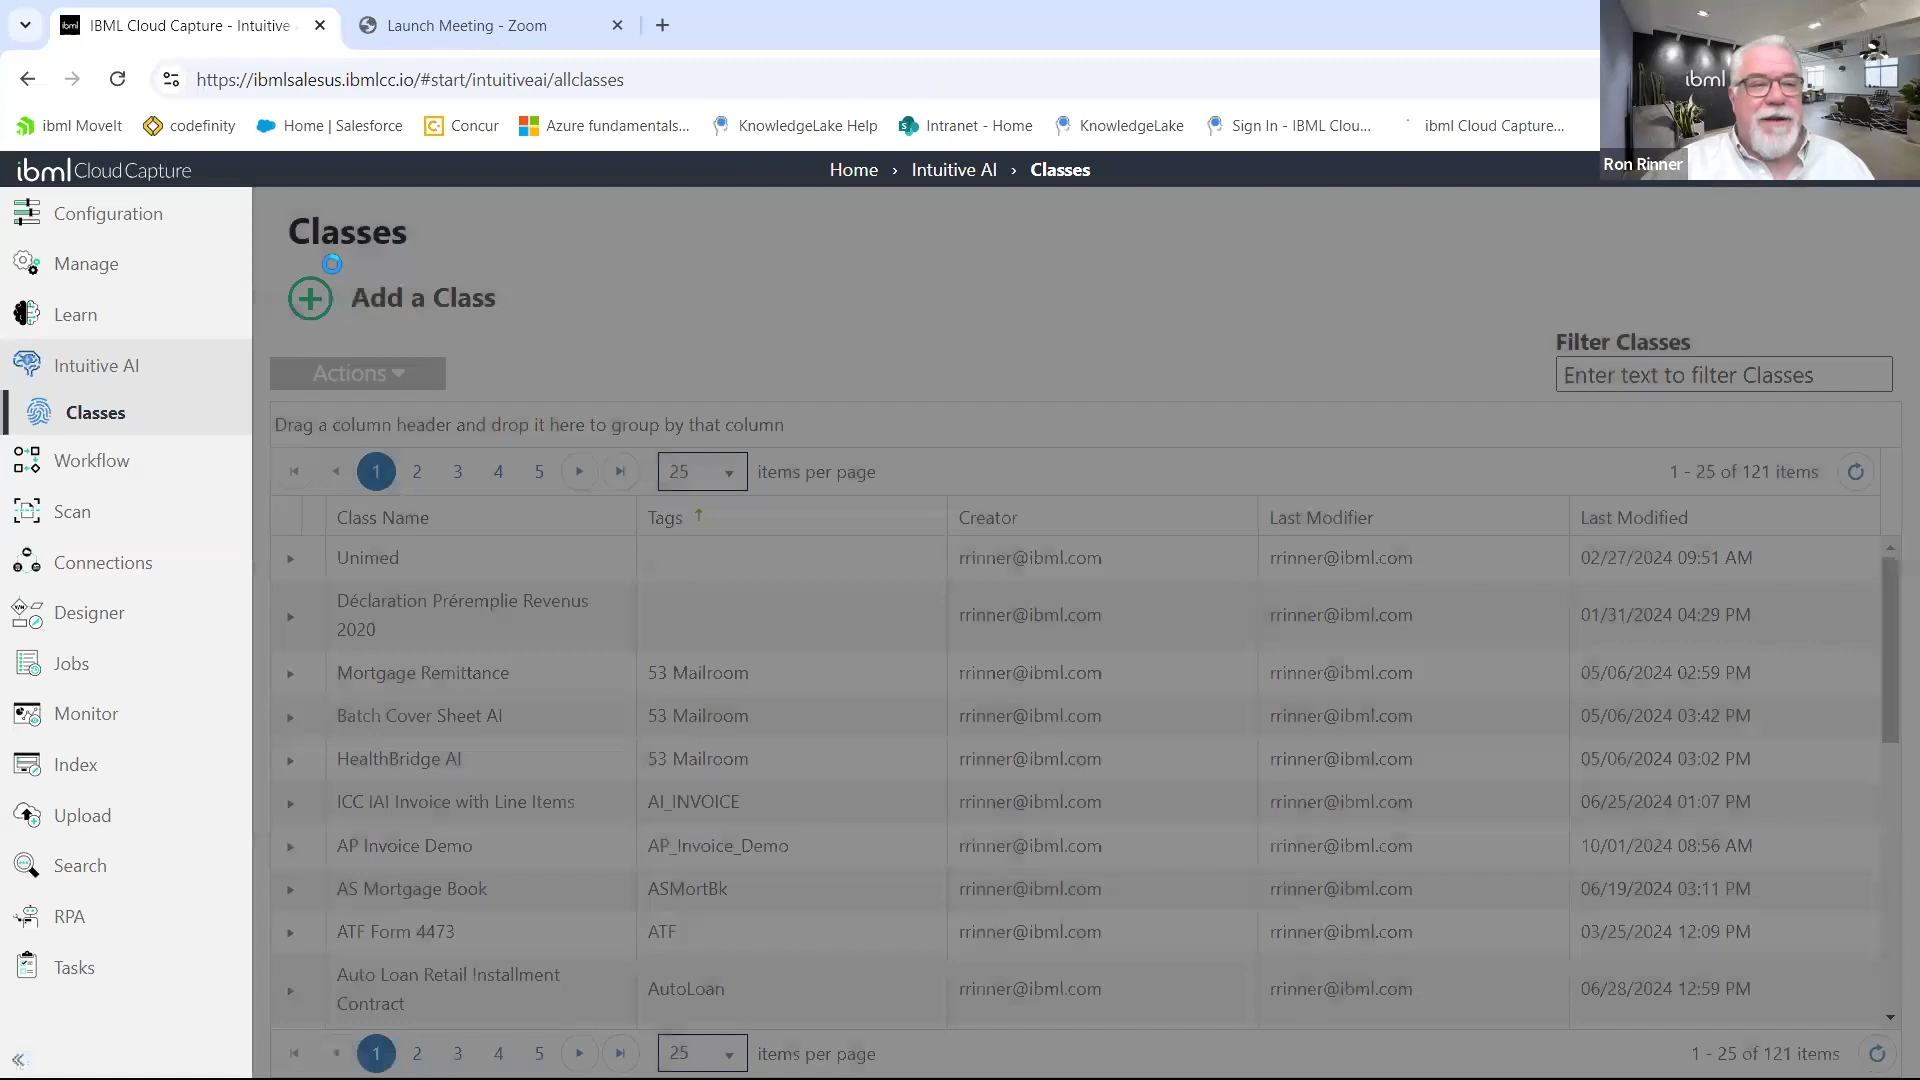 IBML Cloud Capture - Intuitive
Launch Meeting - Zoom
https://ibmlsalesus.ibmlcc.io/#start/intuitiveai/allclasses
ibml MoveIt
codefinity
Home | Salesforce
Concur
Azure fundamentals...
KnowledgeLake Help
Intranet - Home
KnowledgeLake
Sign In - IBML Clou...
ibml Cloud Capture...
ibml
Ron Rinner
ibml Cloud Capture
Home › Intuitive AI › Classes
Configuration
Manage
Learn
Intuitive AI
Classes
Workflow
Scan
Connections
Designer
Jobs
Monitor
Index
Upload
Search
RPA
Tasks
Classes
Add a Class
Actions
Filter Classes
Enter text to filter Classes
Drag a column header and drop it here to group by that column
1 2 3 4 5 25 items per page 1 - 25 of 121 items
Class Name Tags Creator Last Modifier Last Modified
Unimed rrinner@ibml.com rrinner@ibml.com 02/27/2024 09:51 AM
Déclaration Préremplie Revenus
2020 rrinner@ibml.com rrinner@ibml.com 01/31/2024 04:29 PM
Mortgage Remittance 53 Mailroom rrinner@ibml.com rrinner@ibml.com 05/06/2024 02:59 PM
Batch Cover Sheet AI 53 Mailroom rrinner@ibml.com rrinner@ibml.com 05/06/2024 03:42 PM
HealthBridge AI 53 Mailroom rrinner@ibml.com rrinner@ibml.com 05/06/2024 03:02 PM
ICC IAI Invoice with Line Items AI_INVOICE rrinner@ibml.com rrinner@ibml.com 06/25/2024 01:07 PM
AP Invoice Demo AP_Invoice_Demo rrinner@ibml.com rrinner@ibml.com 10/01/2024 08:56 AM
AS Mortgage Book ASMortBk rrinner@ibml.com rrinner@ibml.com 06/19/2024 03:11 PM
ATF Form 4473 ATF rrinner@ibml.com rrinner@ibml.com 03/25/2024 12:09 PM
Auto Loan Retail Installment
Contract AutoLoan rrinner@ibml.com rrinner@ibml.com 06/28/2024 12:59 PM
1 2 3 4 5 25 items per page 1 - 25 of 121 items